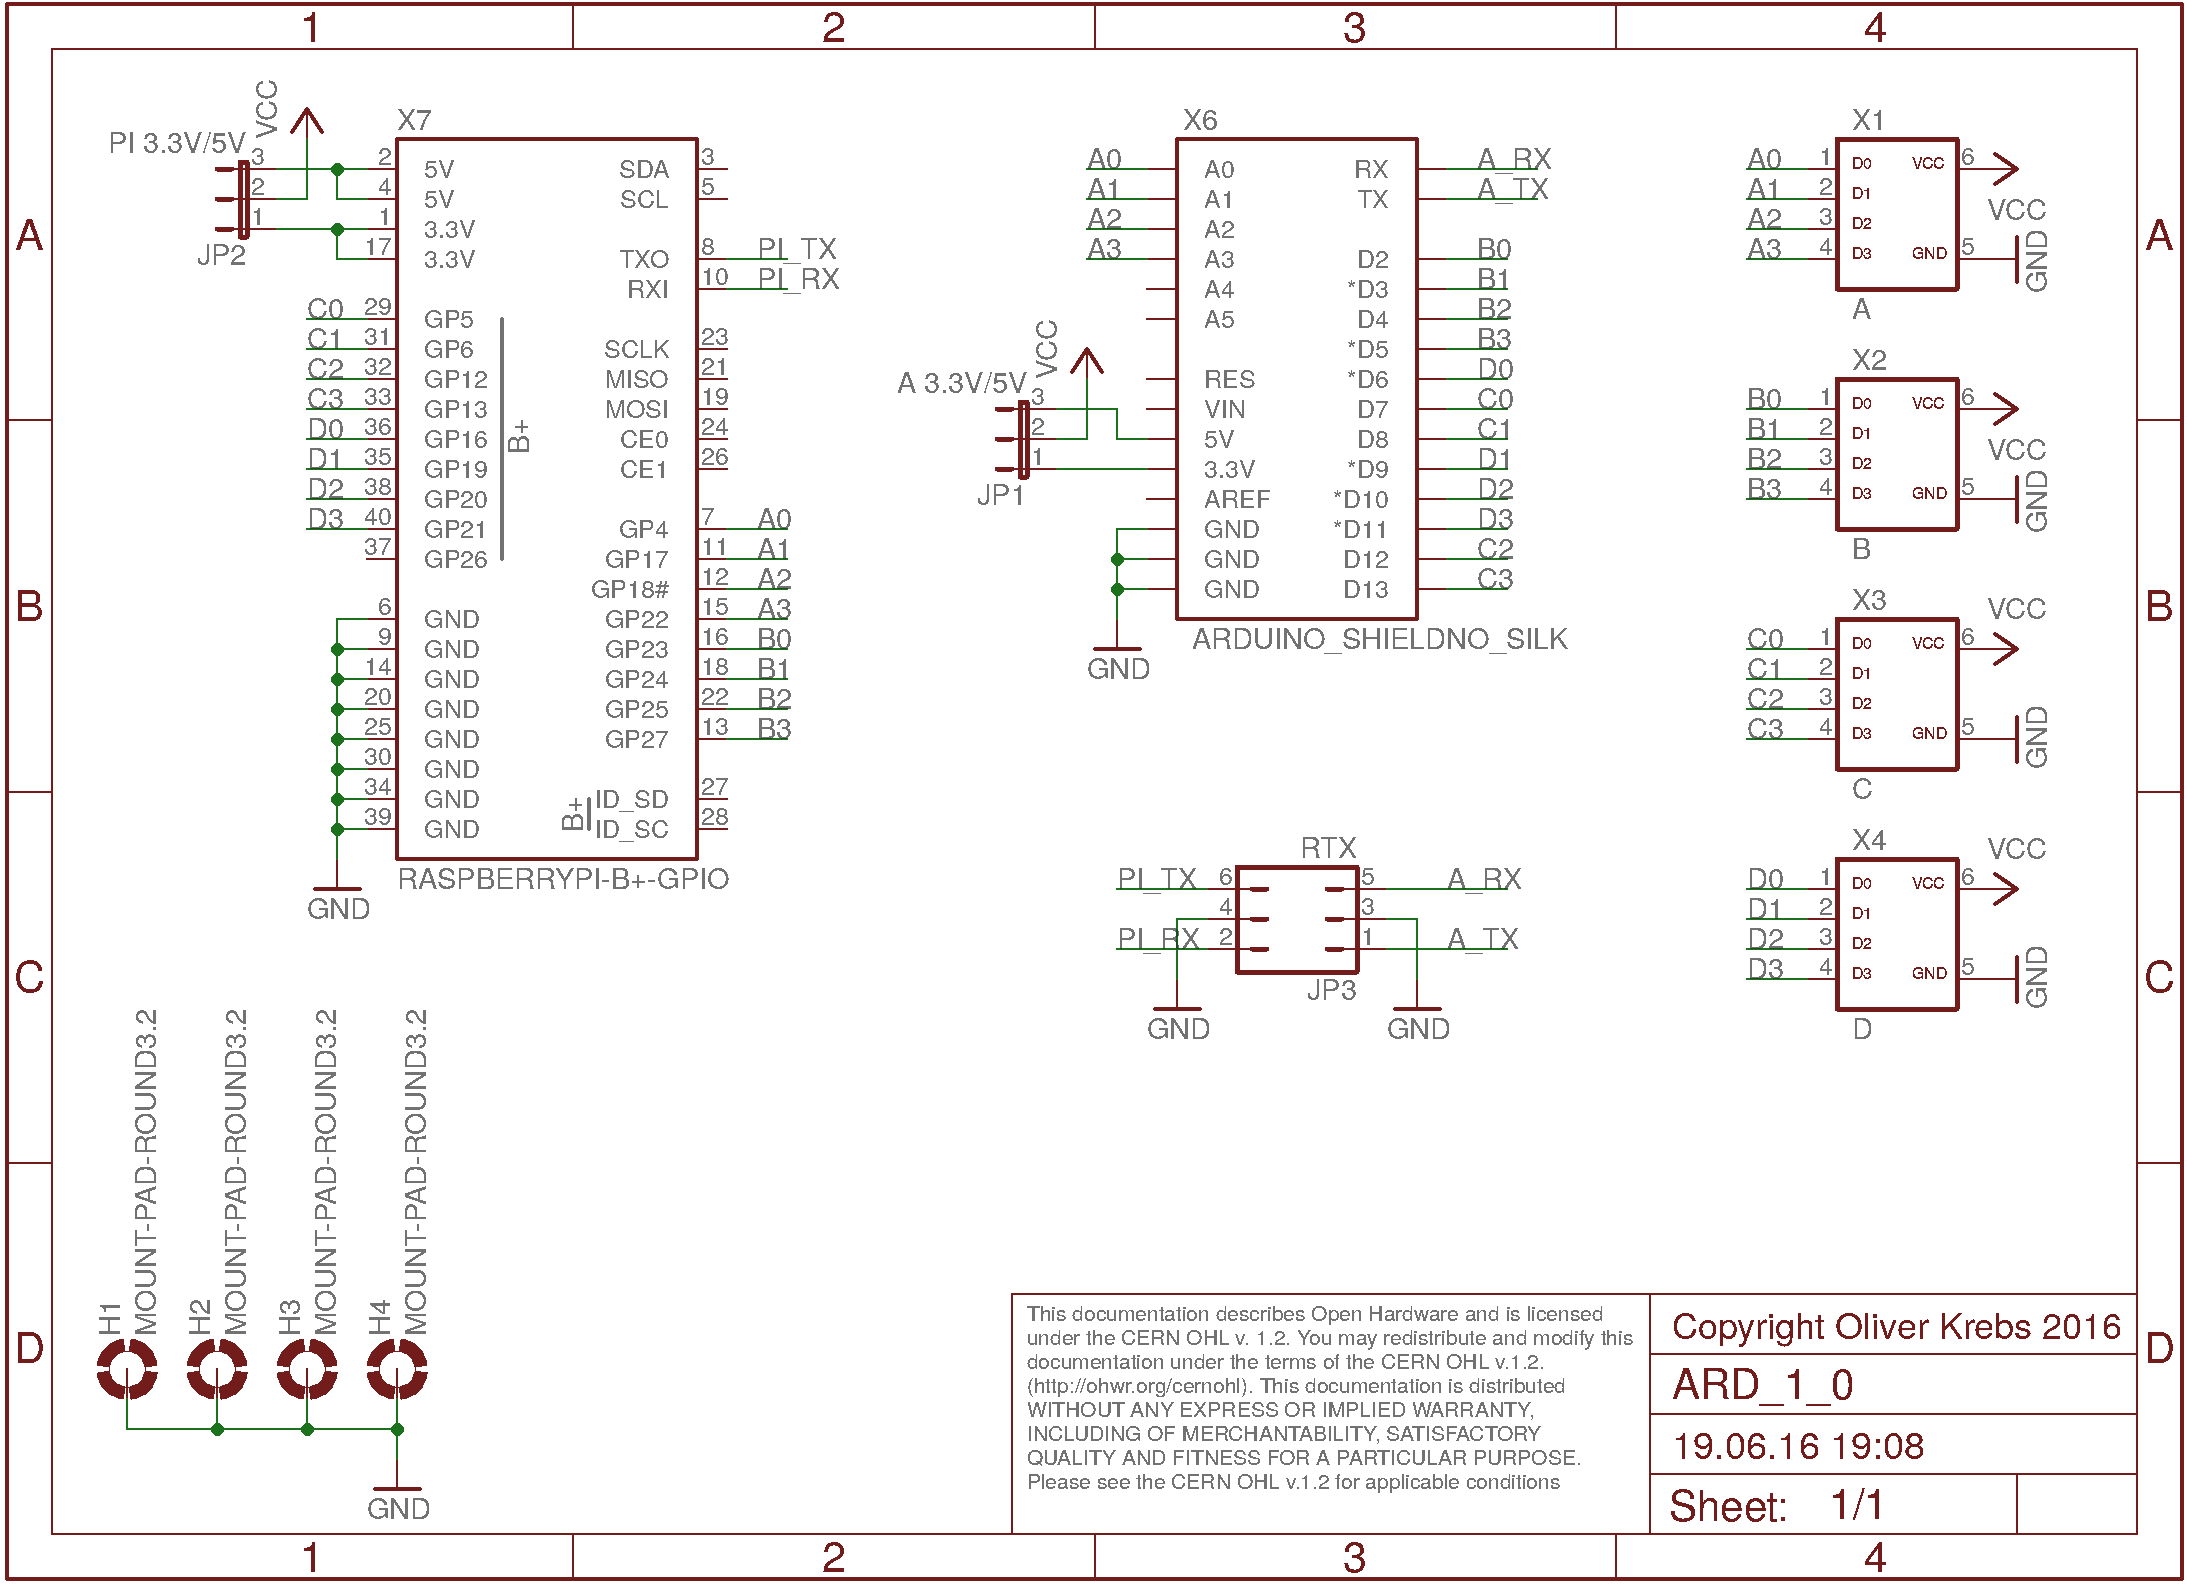 1 2 3 4
A
B
C
D
PI 3.3V/5V
VCC
3
2
1
JP2
X7
2 5V
4 5V
1 3.3V
17 3.3V
C0 29 GP5
C1 31 GP6
C2 32 GP12
C3 33 GP13
D0 36 GP16
D1 35 GP19
D2 38 GP20
D3 40 GP21
37 GP26
B+
6 GND
9 GND
14 GND
20 GND
25 GND
30 GND
34 GND
39 GND
GND
SDA 3
SCL 5
TXO 8 PI_TX
RXI 10 PI_RX
SCLK 23
MISO 21
MOSI 19
CE0 24
CE1 26
GP4 7 A0
GP17 11 A1
GP18# 12 A2
GP22 15 A3
GP23 16 B0
GP24 18 B1
GP25 22 B2
GP27 13 B3
B+
ID_SD 27
ID_SC 28
RASPBERRYPI-B+-GPIO
X6
A0 A0
A1 A1
A2 A2
A3 A3
A4
A5
RES
VIN
5V
3.3V
AREF
GND
GND
GND
GND
A 3.3V/5V
VCC
3
2
1
JP1
RX A_RX
TX A_TX
D2 B0
*D3 B1
D4 B2
*D5 B3
*D6 D0
D7 C0
D8 C1
*D9 D1
*D10 D2
*D11 D3
D12 C2
D13 C3
ARDUINO_SHIELDNO_SILK
X1
A0 1 D0 VCC 6
A1 2 D1 VCC
A2 3 D2
A3 4 D3 GND 5 GND
A
X2
B0 1 D0 VCC 6
B1 2 D1 VCC
B2 3 D2
B3 4 D3 GND 5 GND
B
X3 VCC
C0 1 D0 VCC 6
C1 2 D1
C2 3 D2
C3 4 D3 GND 5 GND
C
X4 VCC
D0 1 D0 VCC 6
D1 2 D1
D2 3 D2
D3 4 D3 GND 5 GND
D
RTX
PI_TX 6 5 A_RX
4 3
PI_RX 2 1 A_TX
JP3
GND GND
H1 MOUNT-PAD-ROUND3.2
H2 MOUNT-PAD-ROUND3.2
H3 MOUNT-PAD-ROUND3.2
H4 MOUNT-PAD-ROUND3.2
GND
This documentation describes Open Hardware and is licensed
under the CERN OHL v. 1.2. You may redistribute and modify this
documentation under the terms of the CERN OHL v.1.2.
(http://ohwr.org/cernohl). This documentation is distributed
WITHOUT ANY EXPRESS OR IMPLIED WARRANTY,
INCLUDING OF MERCHANTABILITY, SATISFACTORY
QUALITY AND FITNESS FOR A PARTICULAR PURPOSE.
Please see the CERN OHL v.1.2 for applicable conditions
Copyright Oliver Krebs 2016
ARD_1_0
19.06.16 19:08
Sheet: 1/1
A
B
C
D
1 2 3 4